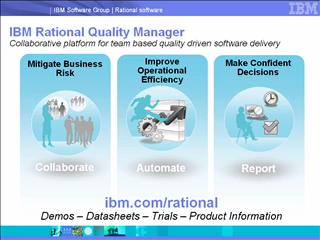 IBM Software Group | Rational software
IBM
IBM Rational Quality Manager
Collaborative platform for team based quality driven software delivery
Mitigate Business
Risk
Collaborate
Improve
Operational
Efficiency
Automate
Make Confident
Decisions
Report
ibm.com/rational
Demos – Datasheets – Trials – Product Information